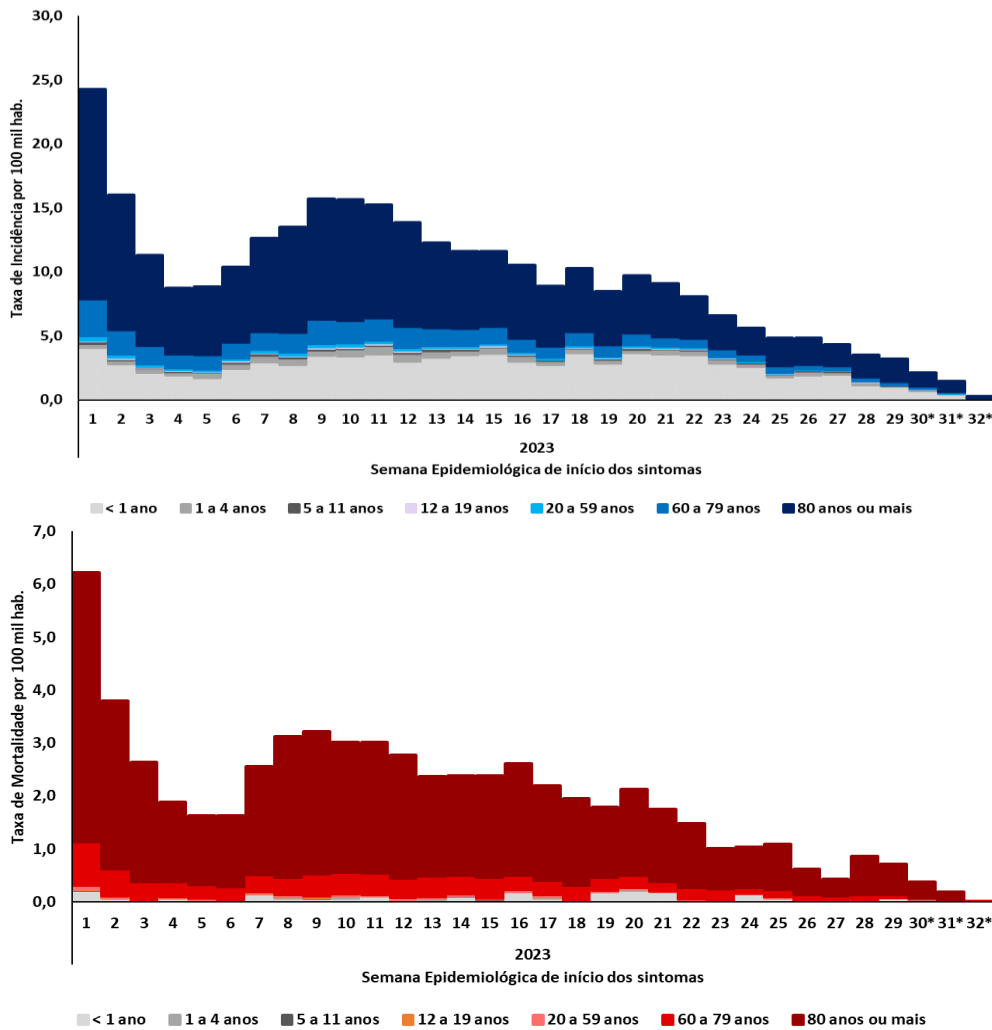 30,0
25,0
20,0
15,0
10,0
5,0
0,0
Taxa de Incidência por 100 mil hab.
1 2 3 4 5 6 7 8 9 10 11 12 13 14 15 16 17 18 19 20 21 22 23 24 25 26 27 28 29 30* 31* 32*
2023
Semana Epidemiológica de início dos sintomas
< 1 ano 1 a 4 anos 5 a 11 anos 12 a 19 anos 20 a 59 anos 60 a 79 anos 80 anos ou mais
7,0
6,0
5,0
4,0
3,0
2,0
1,0
0,0
Taxa de Mortalidade por 100 mil hab.
1 2 3 4 5 6 7 8 9 10 11 12 13 14 15 16 17 18 19 20 21 22 23 24 25 26 27 28 29 30* 31* 32*
2023
Semana Epidemiológica de início dos sintomas
< 1 ano 1 a 4 anos 5 a 11 anos 12 a 19 anos 20 a 59 anos 60 a 79 anos 80 anos ou mais